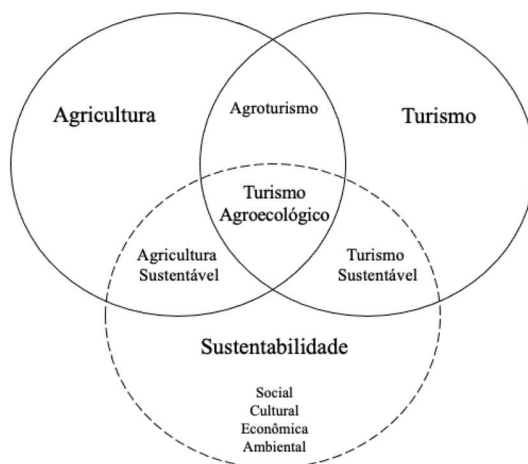 Agricultura
Agroturismo
Turismo
Turismo
Agroecológico
Agricultura
Sustentável
Turismo
Sustentável
Sustentabilidade
Social
Cultural
Econômica
Ambiental